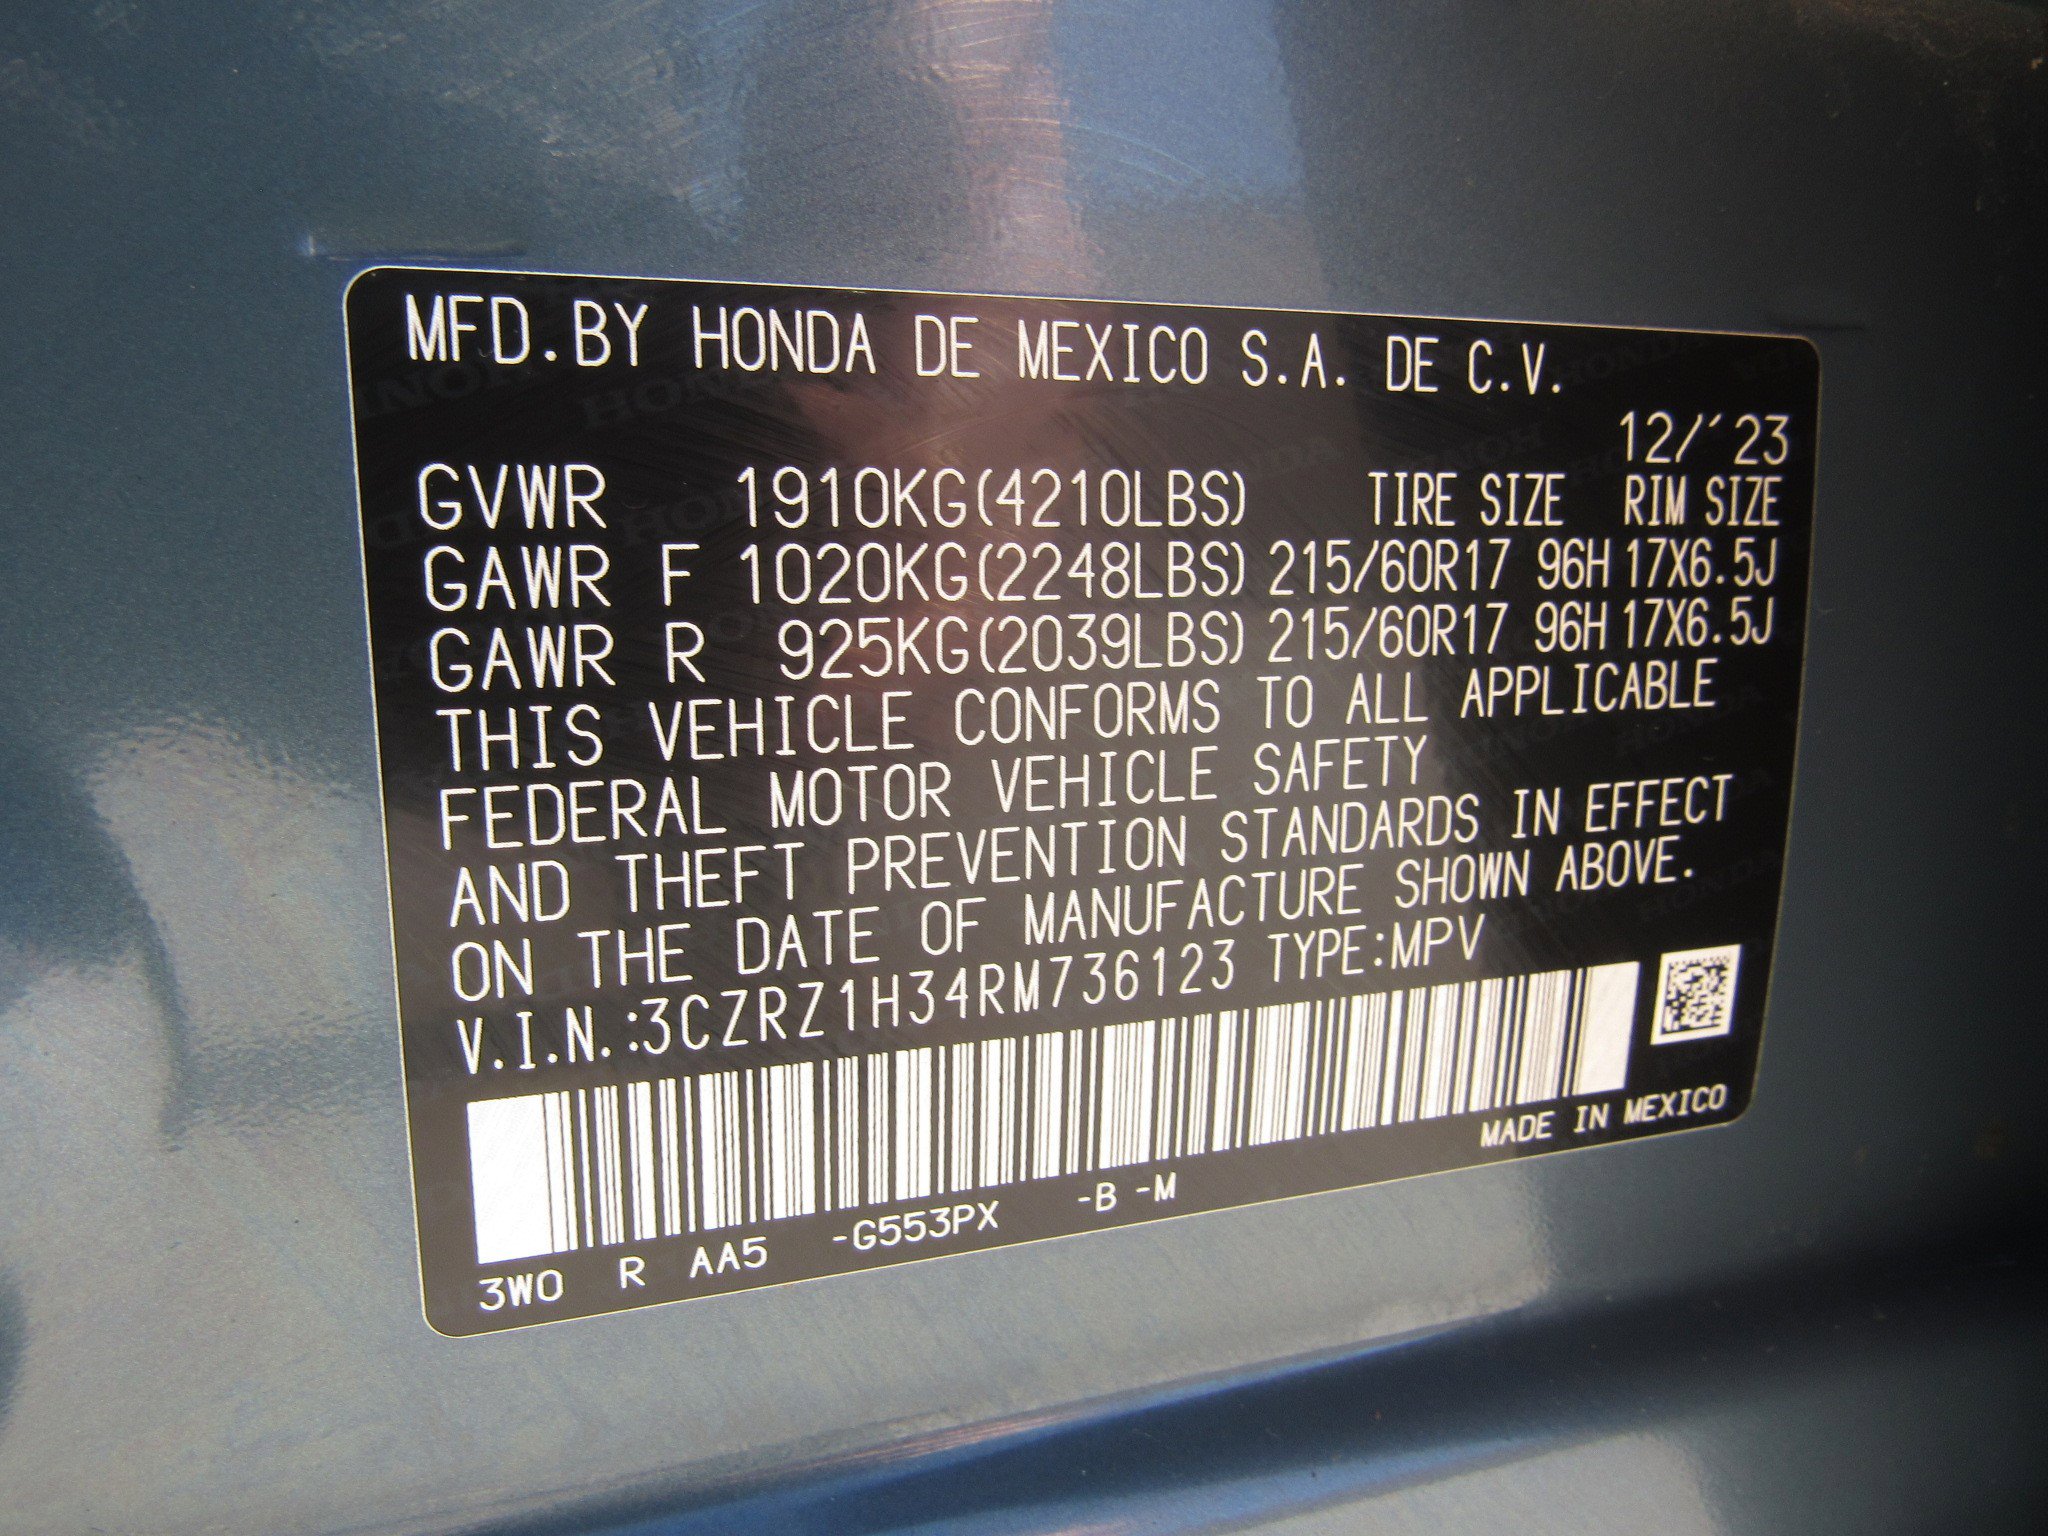 MFD.BY HONDA DE MEXICO S.A. DE C.V.
12/´23
GVWR 1910KG(4210LBS) TIRE SIZE RIM SIZE
GAWR F 1020KG(2248LBS) 215/60R17 96H 17X6.5J
GAWR R 925KG(2039LBS) 215/60R17 96H 17X6.5J
THIS VEHICLE CONFORMS TO ALL APPLICABLE
FEDERAL MOTOR VEHICLE SAFETY
AND THEFT PREVENTION STANDARDS IN EFFECT
ON THE DATE OF MANUFACTURE SHOWN ABOVE.
V.I.N.:3CZRZ1H34RM736123 TYPE:MPV
MADE IN MEXICO
3W0 R AA5 -G553PX -B -M